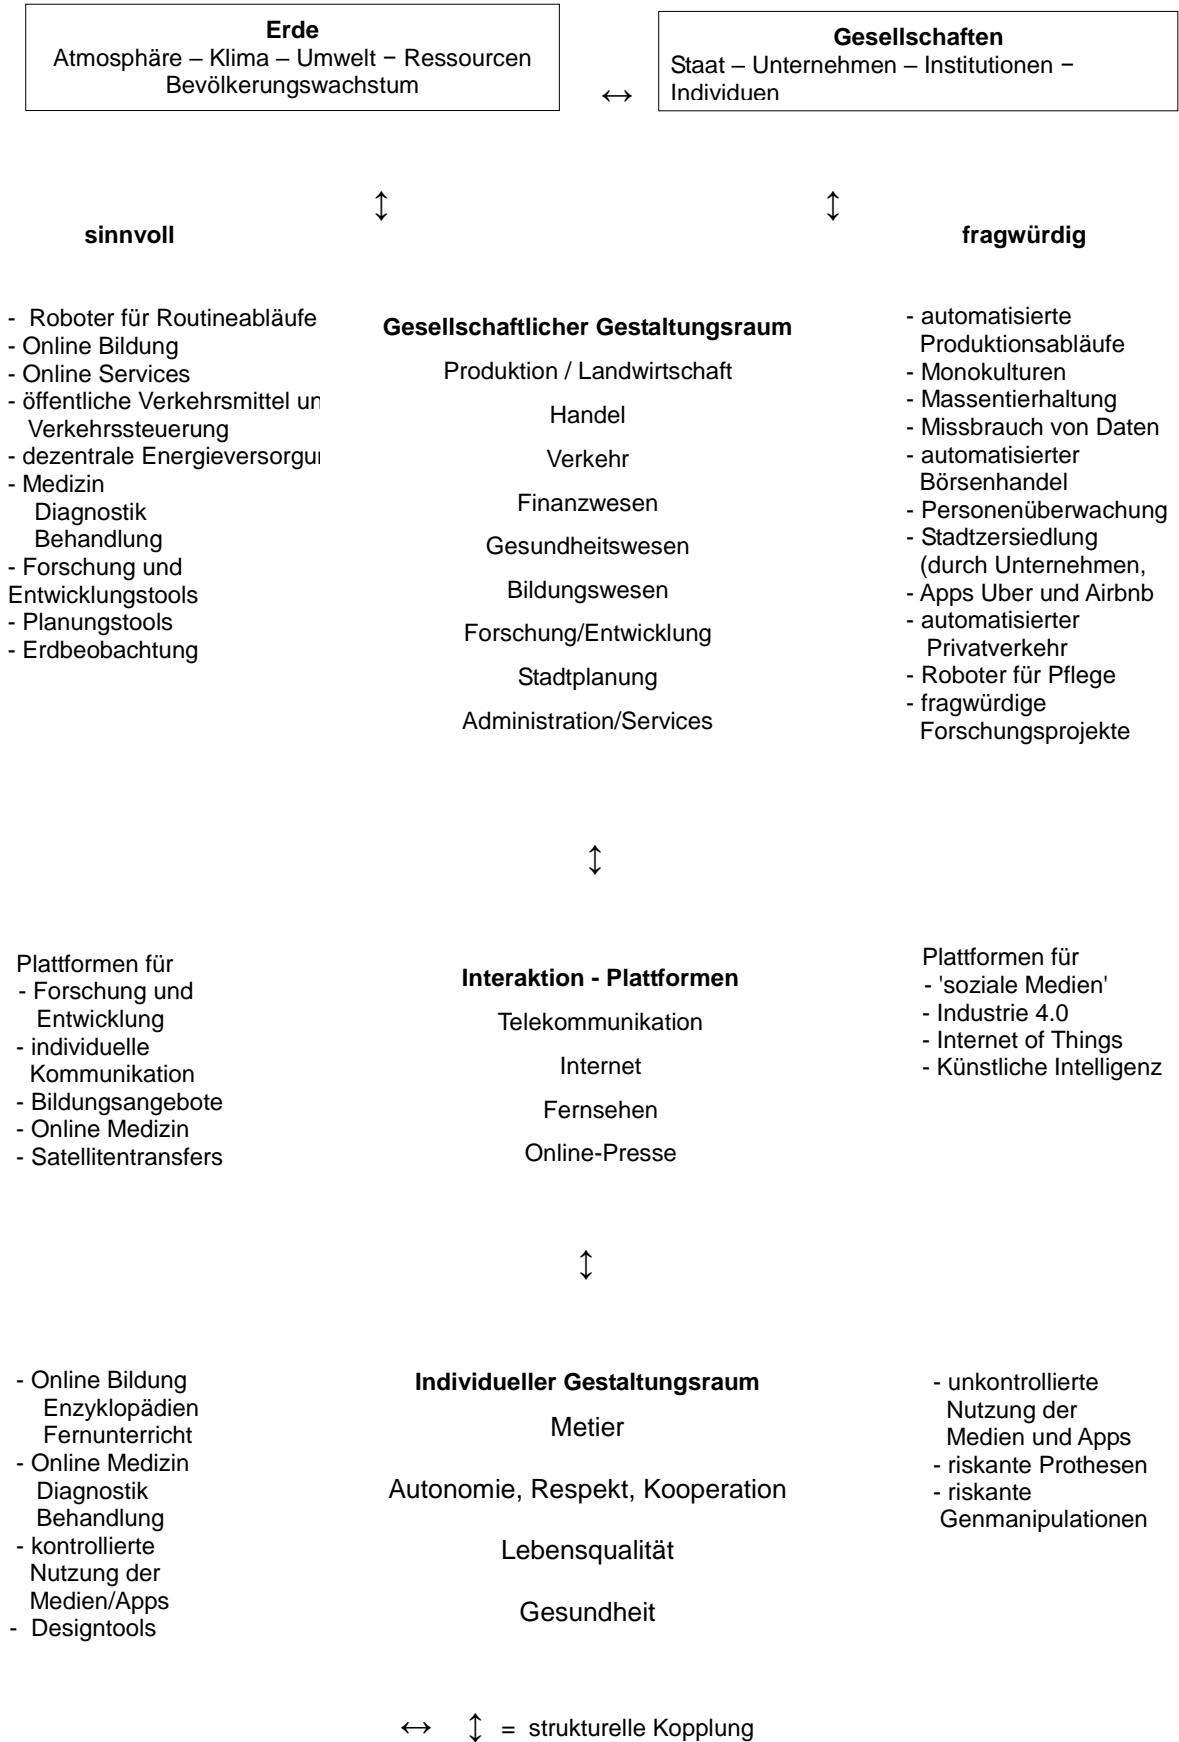 Erde
Atmosphäre – Klima – Umwelt – Ressourcen
Bevölkerungswachstum
↔
Gesellschaften
Staat – Unternehmen – Institutionen –
Individuen
↕
↕
sinnvoll
fragwürdig
- Roboter für Routineabläufe
- Online Bildung
- Online Services
- öffentliche Verkehrsmittel un
Verkehrssteuerung
- dezentrale Energieversorgu
- Medizin
Diagnostik
Behandlung
- Forschung und
Entwicklungstools
- Planungstools
- Erdbeobachtung
Gesellschaftlicher Gestaltungsraum
Produktion / Landwirtschaft
Handel
Verkehr
Finanzwesen
Gesundheitswesen
Bildungswesen
Forschung/Entwicklung
Stadtplanung
Administration/Services
- automatisierte
Produktionsabläufe
- Monokulturen
- Massentierhaltung
- Missbrauch von Daten
- automatisierter
Börsenhandel
- Personenüberwachung
- Stadtzersiedlung
(durch Unternehmen,
- Apps Uber und Airbnb
- automatisierter
Privatverkehr
- Roboter für Pflege
- fragwürdige
Forschungsprojekte
↕
Plattformen für
- Forschung und
Entwicklung
- individuelle
Kommunikation
- Bildungsangebote
- Online Medizin
- Satellitentransfers
Interaktion - Plattformen
Telekommunikation
Internet
Fernsehen
Online-Presse
Plattformen für
- 'soziale Medien'
- Industrie 4.0
- Internet of Things
- Künstliche Intelligenz
↕
- Online Bildung
Enzyklopädien
Fernunterricht
- Online Medizin
Diagnostik
Behandlung
- kontrollierte
Nutzung der
Medien/Apps
- Designtools
Individueller Gestaltungsraum
Metier
Autonomie, Respekt, Kooperation
Lebensqualität
Gesundheit
- unkontrollierte
Nutzung der
Medien und Apps
- riskante Prothesen
- riskante
Genmanipulationen
↔ ↕ = strukturelle Kopplung